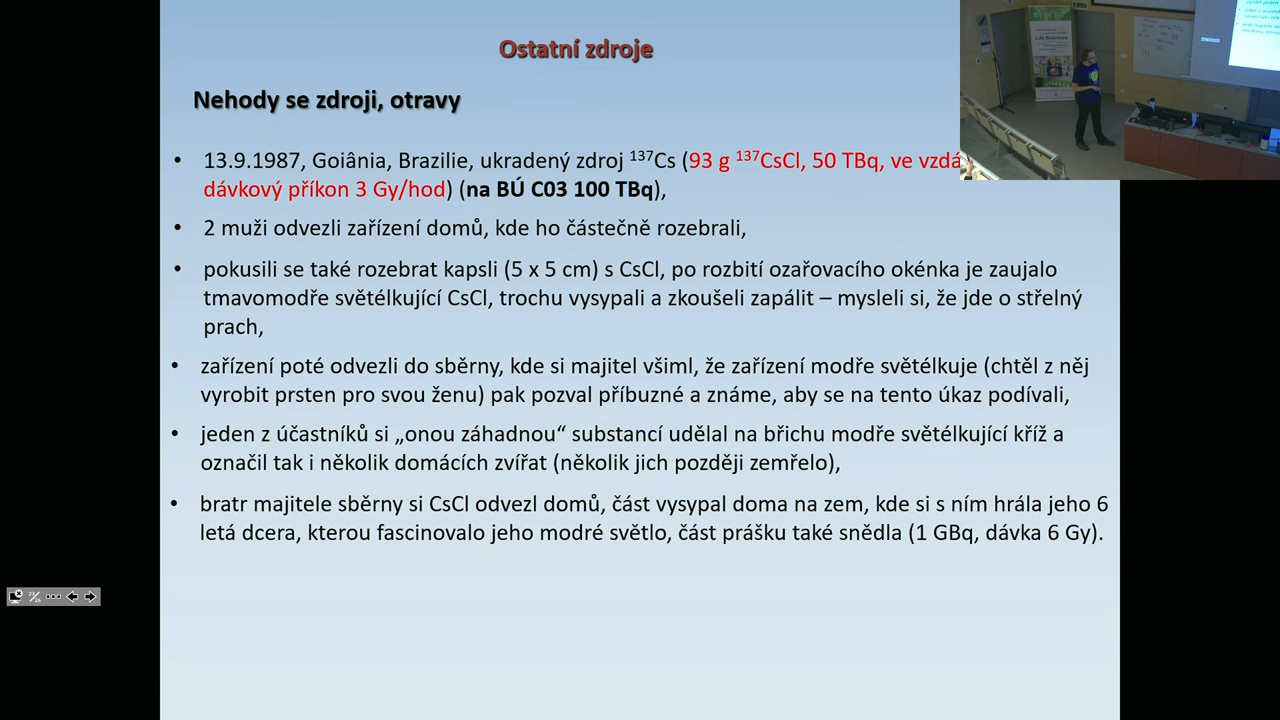 Ostatní zdroje
Nehody se zdroji, otravy
• 13.9.1987, Goiânia, Brazilie, ukradený zdroj ¹³⁷Cs (93 g ¹³⁷CsCl, 50 TBq, ve vzdá
dávkový příkon 3 Gy/hod) (na BÚ C03 100 TBq),
• 2 muži odvezli zařízení domů, kde ho částečně rozebrali,
• pokusili se také rozebrat kapsli (5 x 5 cm) s CsCl, po rozbití ozařovacího okénka je zaujalo
tmavomodře světélkující CsCl, trochu vysypali a zkoušeli zapálit – mysleli si, že jde o střelný
prach,
• zařízení poté odvezli do sběrny, kde si majitel všiml, že zařízení modře světélkuje (chtěl z něj
vyrobit prsten pro svou ženu) pak pozval příbuzné a známe, aby se na tento úkaz podívali,
• jeden z účastníků si „onou záhadnou“ substancí udělal na břichu modře světélkující kříž a
označil tak i několik domácích zvířat (několik jich později zemřelo),
• bratr majitele sběrny si CsCl odvezl domů, část vysypal doma na zem, kde si s ním hrála jeho 6
letá dcera, kterou fascinovalo jeho modré světlo, část prášku také snědla (1 GBq, dávka 6 Gy).